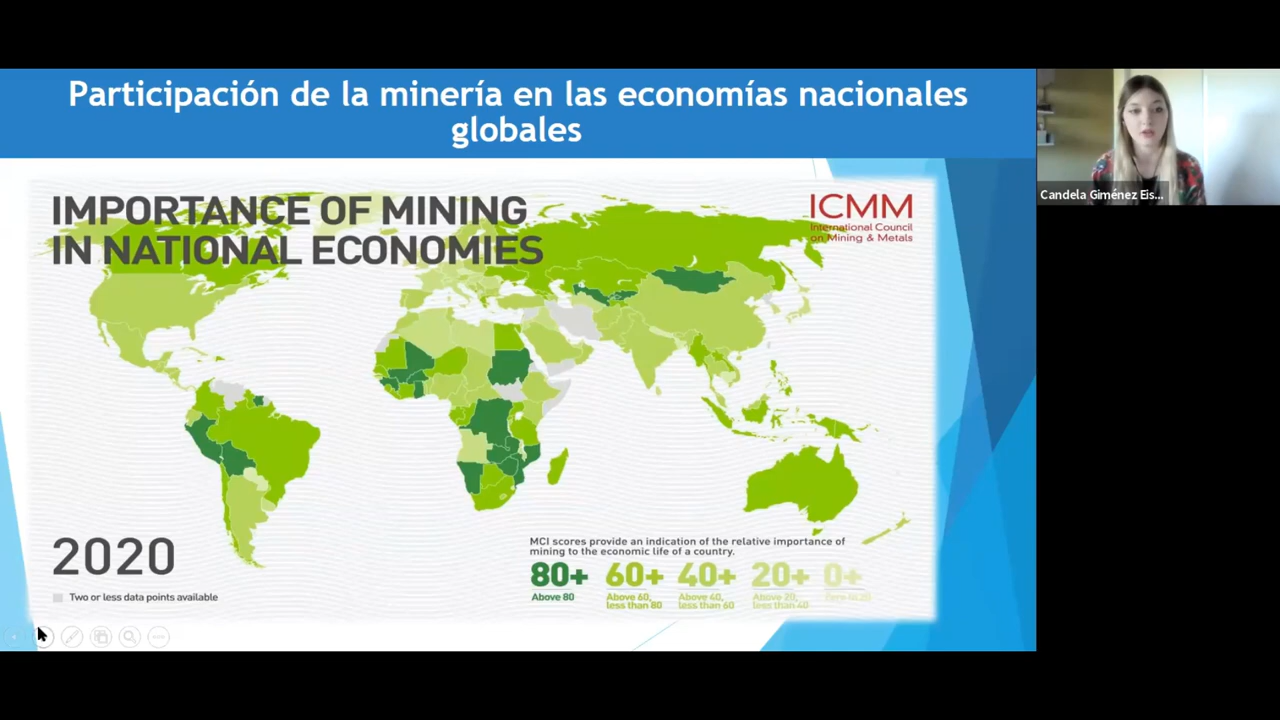 Participación de la minería en las economías nacionales
globales
IMPORTANCE OF MINING
IN NATIONAL ECONOMIES
ICMM
International Council
on Mining & Metals
Candela Giménez Eis...
2020
Two or less data points available
MCI scores provide an indication of the relative importance of
mining to the economic life of a country.
80+ 60+ 40+ 20+ 0+
Above 80 Above 60, Above 40, Above 20,
less than 80 less than 60 less than 40